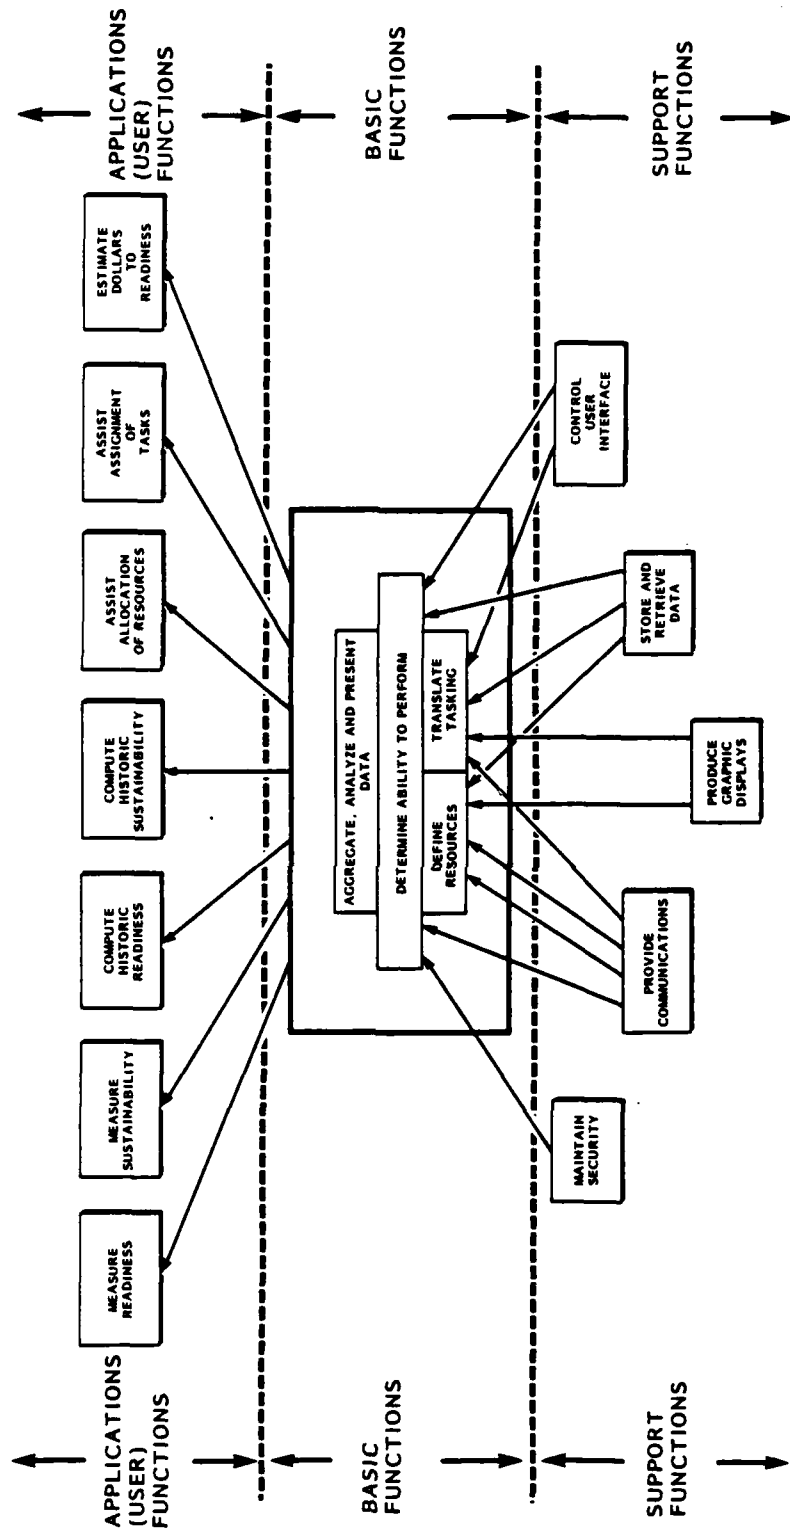 APPLICATIONS
(USER)
FUNCTIONS
MEASURE
READINESS
MEASURE
SUSTAINABILITY
COMPUTE
HISTORIC
READINESS
COMPUTE
HISTORIC
SUSTAINABILITY
ASSIST
ALLOCATION
OF RESOURCES
ASSIST
ASSIGNMENT
OF
TASKS
ESTIMATE
DOLLARS
TO
READINESS
APPLICATIONS
(USER)
FUNCTIONS
BASIC
FUNCTIONS
AGGREGATE, ANALYZE AND PRESENT
DATA
DETERMINE ABILITY TO PERFORM
DEFINE
RESOURCES
TRANSLATE
TASKING
BASIC
FUNCTIONS
SUPPORT
FUNCTIONS
MAINTAIN
SECURITY
PROVIDE
COMMUNICATIONS
PRODUCE
GRAPHIC
DISPLAYS
STORE AND
RETRIEVE
DATA
CONTROL
USER
INTERFACE
SUPPORT
FUNCTIONS